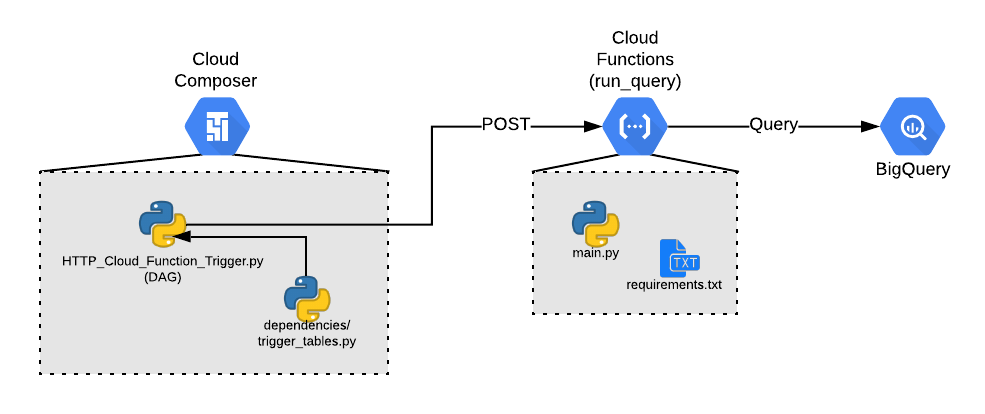 Cloud
Composer
Cloud
Functions
(run_query)
POST
Query
BigQuery
HTTP_Cloud_Function_Trigger.py
(DAG)
dependencies/
trigger_tables.py
main.py
TXT
requirements.txt